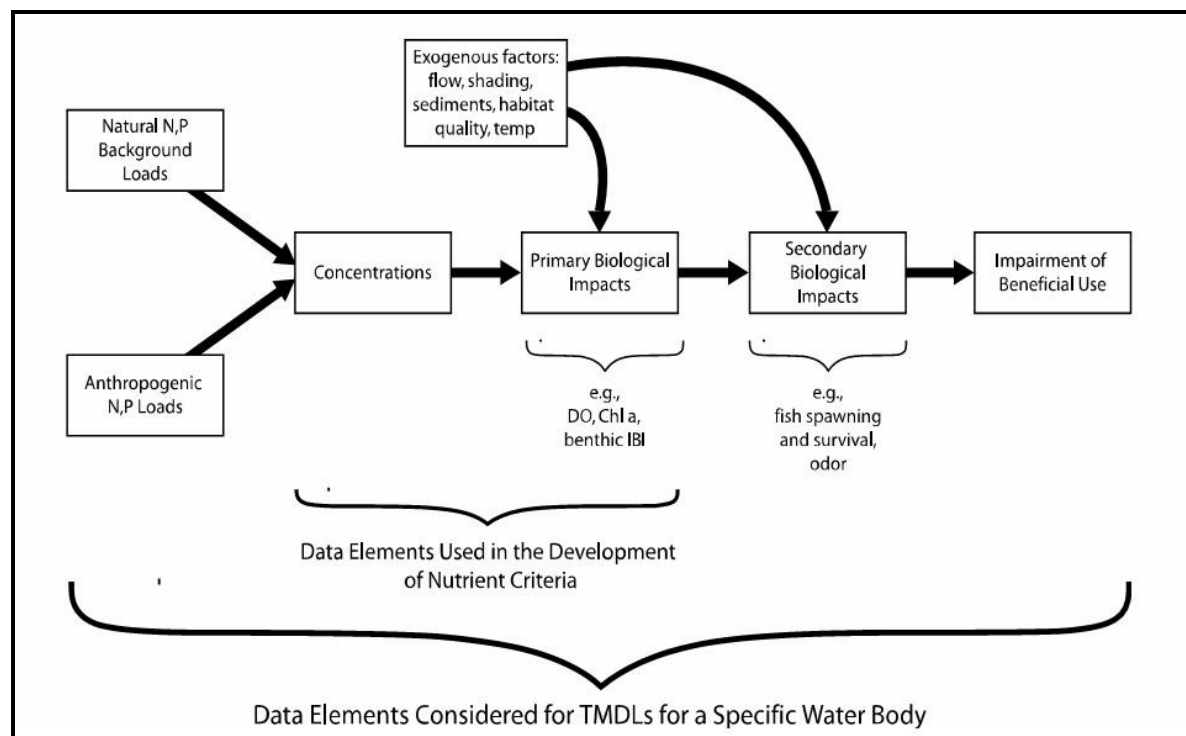 Exogenous factors:
flow, shading,
sediments, habitat
quality, temp
Natural N,P
Background
Loads
Concentrations
Primary Biological
Impacts
Secondary
Biological
Impacts
Impairment of
Beneficial Use
Anthropogenic
N,P Loads
e.g.,
DO, Chl a,
benthic IBI
e.g.,
fish spawning
and survival,
odor
Data Elements Used in the Development
of Nutrient Criteria
Data Elements Considered for TMDLs for a Specific Water Body